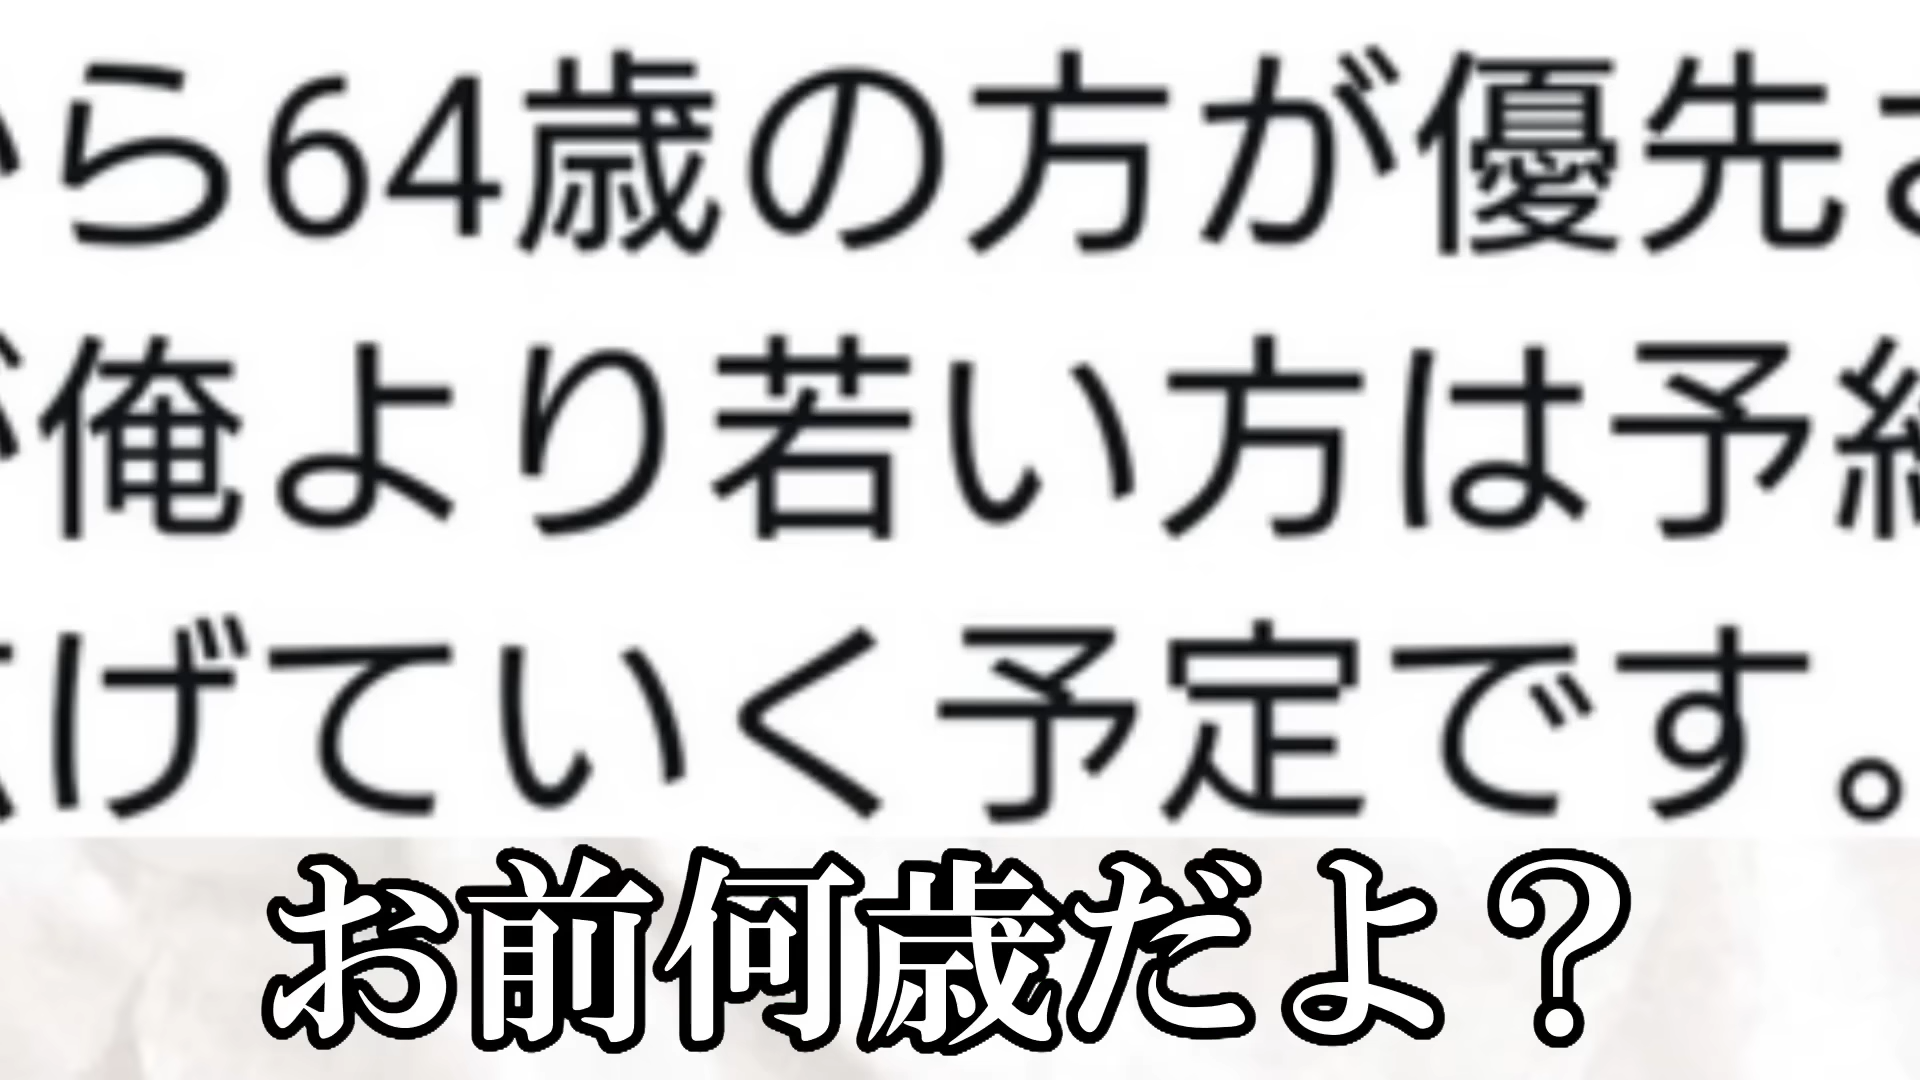 ら64歳の方が優先
俺より若い方は予約
げていく予定です。
お前何歳だよ？